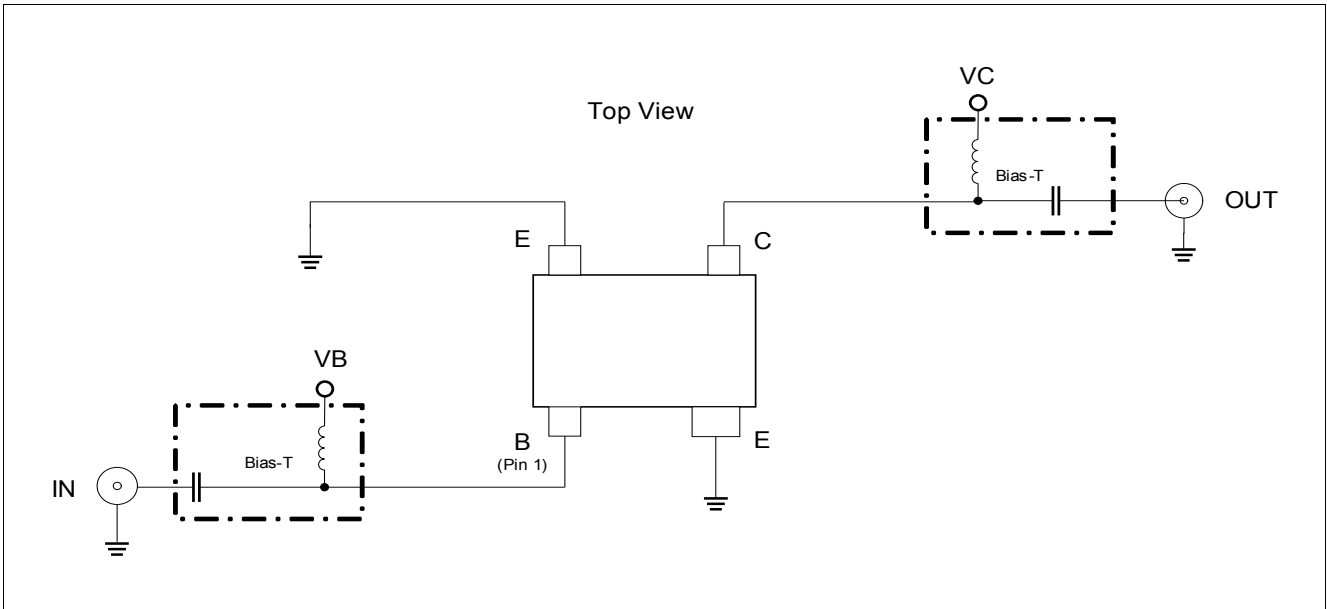 VC
Top View
Bias-T
OUT
E
C
VB
B
E
(Pin 1)
Bias-T
IN